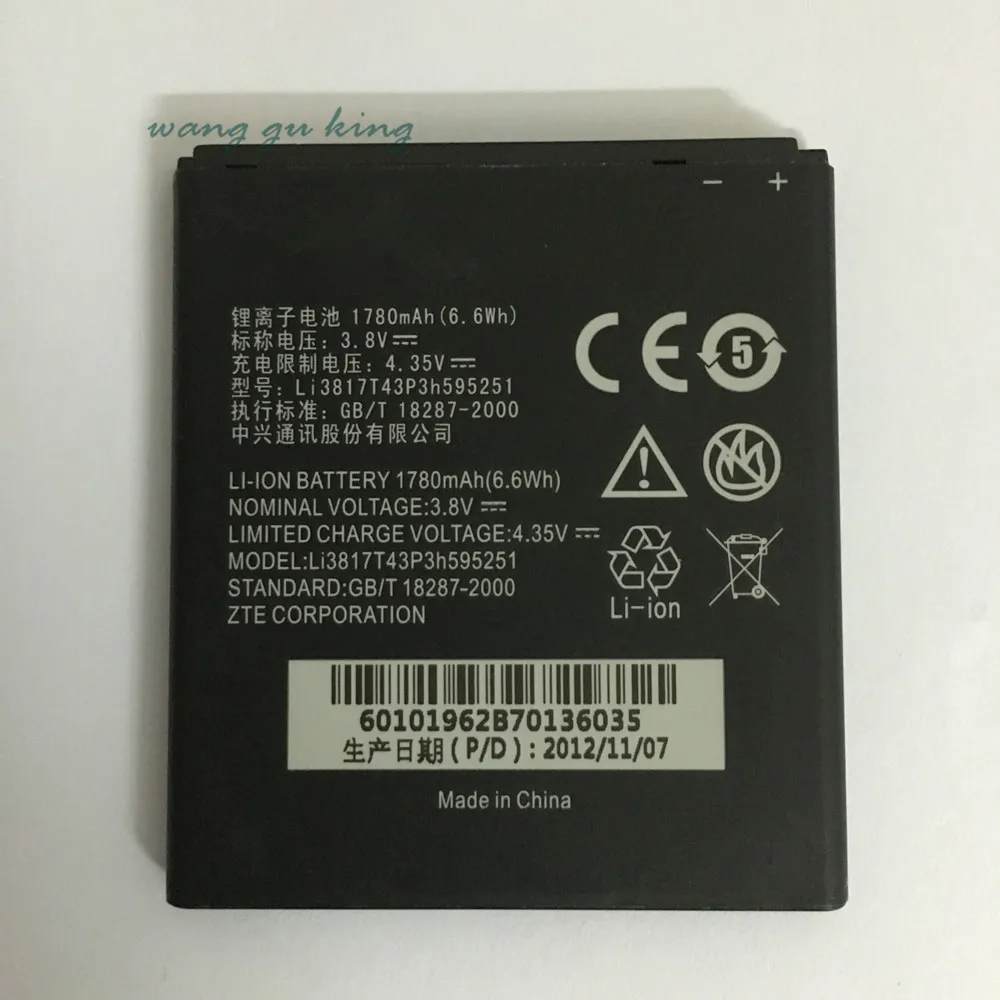 wang gu king
− +
锂离子电池 1780mAh(6.6Wh)
标称电压: 3.8V⎓
充电限制电压: 4.35V⎓
型号: Li3817T43P3h595251
执行标准: GB/T 18287-2000
中兴通讯股份有限公司
CE 5
LI-ION BATTERY 1780mAh(6.6Wh)
NOMINAL VOLTAGE:3.8V⎓
LIMITED CHARGE VOLTAGE:4.35V⎓
MODEL:Li3817T43P3h595251
STANDARD:GB/T 18287-2000
ZTE CORPORATION
Li-ion
60101962B70136035
生产日期(P/D):2012/11/07
Made in China